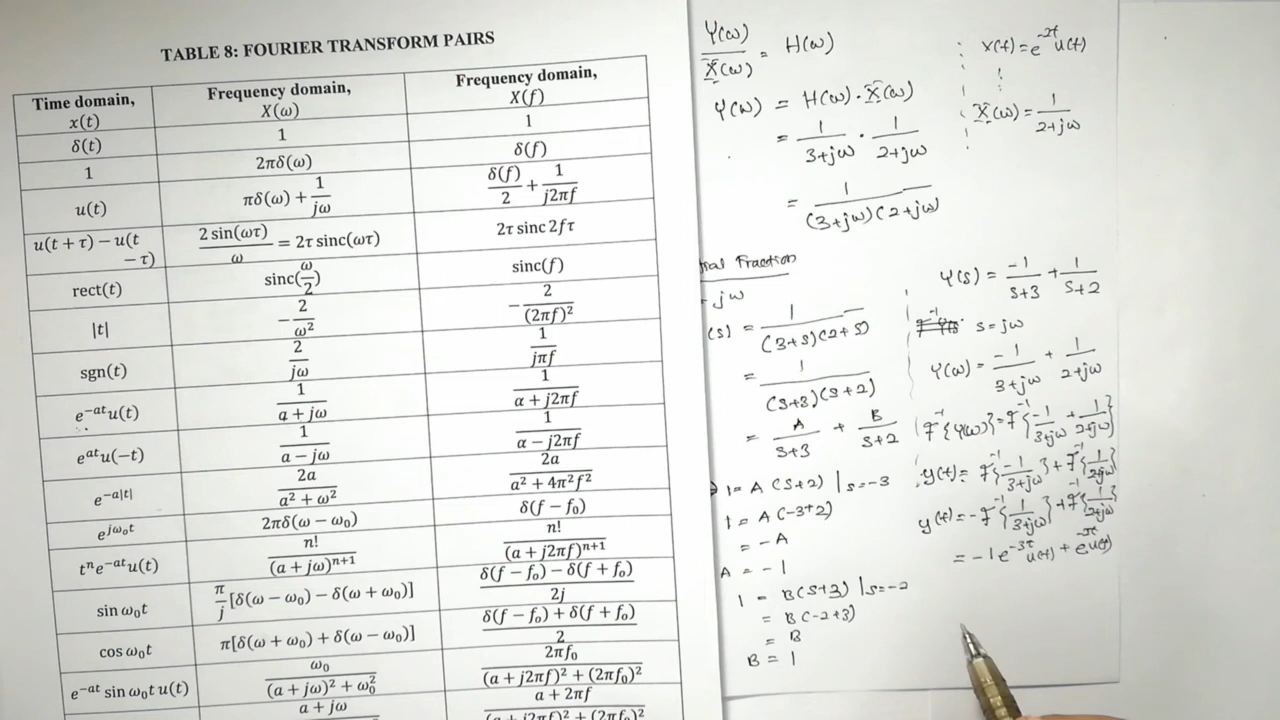 TABLE 8: FOURIER TRANSFORM PAIRS
Time domain, x(t) Frequency domain, X(ω) Frequency domain, X(f)
δ(t) 1 1
1 2πδ(ω) δ(f)
u(t) πδ(ω) + 1/jω δ(f)/2 + 1/j2πf
u(t + τ) − u(t − τ) 2 sin(ωτ)/ω = 2τ sinc(ωτ) 2τ sinc 2fτ
rect(t) sinc(ω/2) sinc(f)
|t| −2/ω² −2/(2πf)²
sgn(t) 2/jω 1/jπf
e^{−at}u(t) 1/(a + jω) 1/(α + j2πf)
e^{at}u(−t) 1/(a − jω) 1/(α − j2πf)
e^{−a|t|} 2a/(a² + ω²) 2a/(a² + 4π²f²)
e^{jω₀t} 2πδ(ω − ω₀) δ(f − f₀)
t^n e^{−at}u(t) n!/(a + jω)^{n+1} n!/(a + j2πf)^{n+1}
sin ω₀t π/j [δ(ω − ω₀) − δ(ω + ω₀)] (δ(f − fₒ) − δ(f + fₒ))/2j
cos ω₀t π[δ(ω + ω₀) + δ(ω − ω₀)] (δ(f − fₒ) + δ(f + fₒ))/2
e^{−at} sin ω₀t u(t) ω₀/((a + jω)² + ω₀²) 2πf₀/((a + j2πf)² + (2πf₀)²)
a + jω a + 2πf
Y(ω)/X(ω) = H(ω)
Y(ω) = H(ω) · X(ω)
= 1/(3+jω) · 1/(2+jω)
= 1/((3+jω)(2+jω))
x(t) = e^{-2t} u(t)
X(ω) = 1/(2+jω)
Fraction
jω
(s) = 1/((3+s)(2+s))
= 1/((s+3)(s+2))
= A/(s+3) + B/(s+2)
1 = A(s+2) | s=-3
1 = A(-3+2)
= -A
A = -1
1 = B(s+3) | s=-2
= B(-2+3)
= B
B = 1
Y(s) = -1/(s+3) + 1/(s+2)
s = jω
Y(ω) = -1/(3+jω) + 1/(2+jω)
F^{-1}{Y(ω)} = F^{-1}{-1/(3+jω) + 1/(2+jω)}
y(t) = F^{-1}{-1/(3+jω)} + F^{-1}{1/(2+jω)}
y(t) = -F^{-1}{1/(3+jω)} + F^{-1}{1/(2+jω)}
= -1 e^{-3t} u(t) + e^{-2t} u(t)